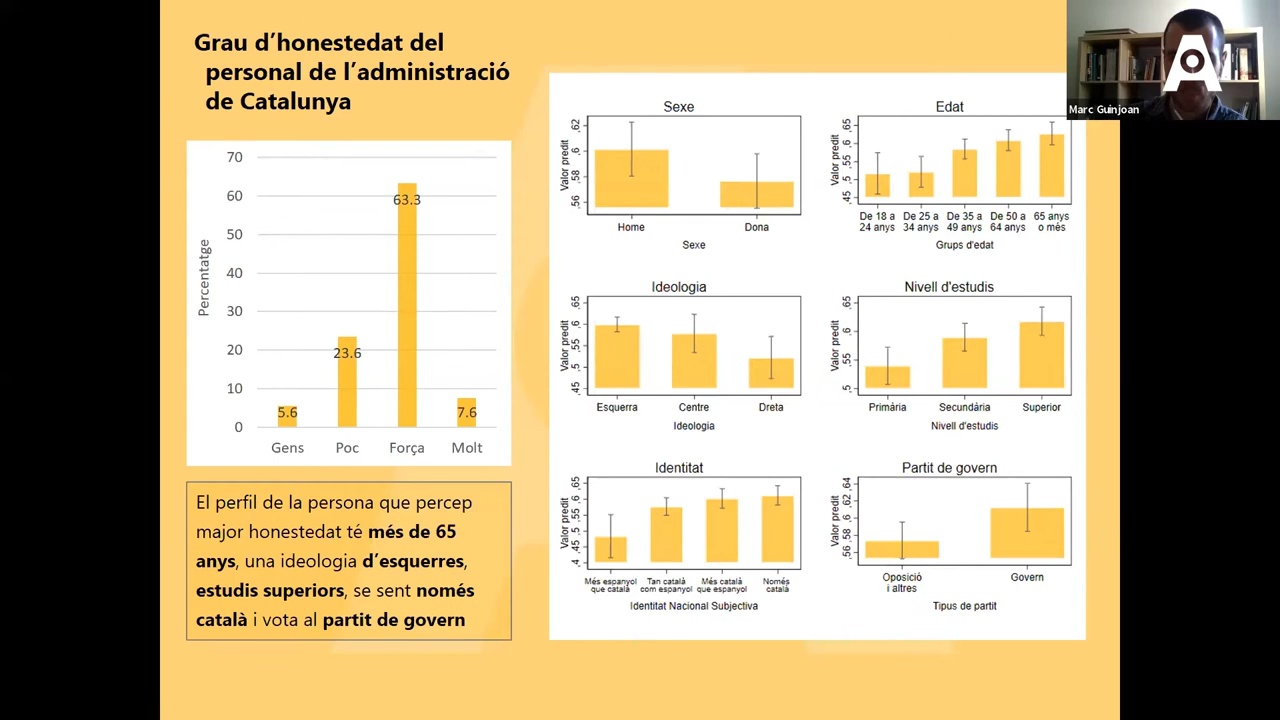 Grau d’honestedat del
personal de l’administració
de Catalunya
Marc Guinjoan
70
60
50
40
30
20
10
0
Percentatge
5.6
23.6
63.3
7.6
Gens Poc Força Molt
El perfil de la persona que percep
major honestedat té més de 65
anys, una ideologia d’esquerres,
estudis superiors, se sent només
català i vota al partit de govern
Sexe
Valor predit
.62
.6
.58
.56
Home Dona
Sexe
Edat
Valor predit
.65
.6
.55
.5
.45
De 18 a De 25 a De 35 a De 50 a 65 anys
24 anys 34 anys 49 anys 64 anys o més
Grups d'edat
Ideologia
Valor predit
.65
.6
.55
.5
.45
Esquerra Centre Dreta
Ideologia
Nivell d'estudis
Valor predit
.65
.6
.55
.5
Primària Secundària Superior
Nivell d'estudis
Identitat
Valor predit
.65
.6
.55
.5
.45
.4
Més espanyol Tan català Més català Només
que català com espanyol que espanyol català
Identitat Nacional Subjectiva
Partit de govern
Valor predit
.64
.62
.6
.58
.56
Oposició Govern
i altres
Tipus de partit